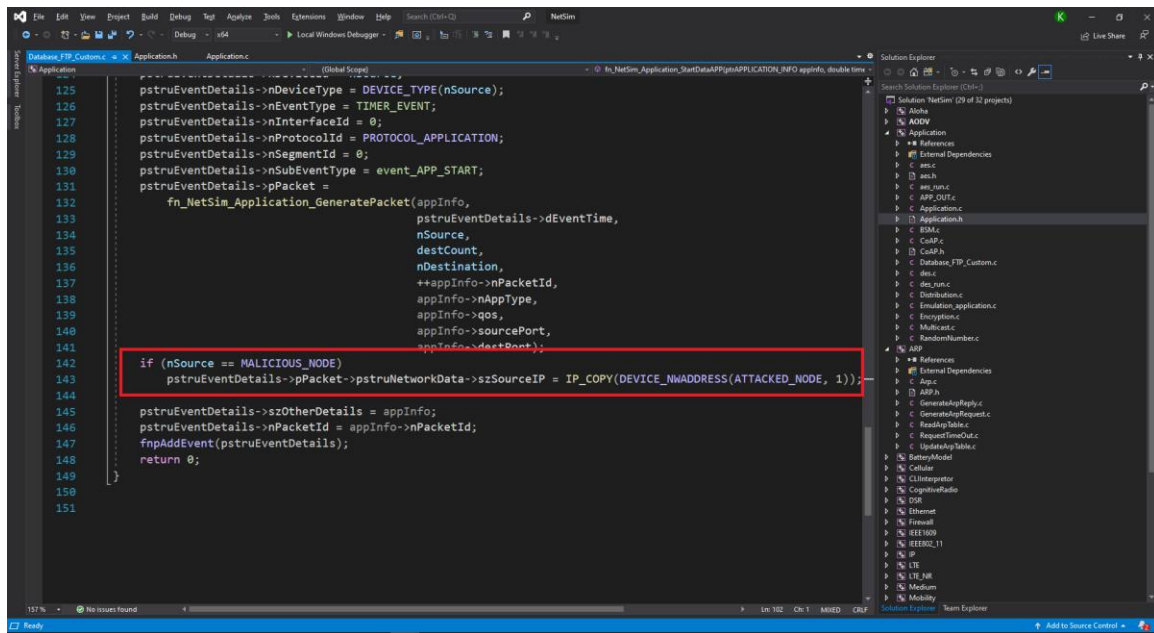 File Edit View Project Build Debug Test Analyze Tools Extensions Window Help Search (Ctrl+Q) NetSim K
Debug x64 Local Windows Debugger Live Share
Database_FTP_Custom.c Application.h Application.c
Application (Global Scope) fn_NetSim_Application_StartDataAPP(ptrAPPLICATION_INFO appInfo, double time
Server Explorer
Toolbox
125 pstruEventDetails->nDeviceType = DEVICE_TYPE(nSource);
126 pstruEventDetails->nEventType = TIMER_EVENT;
127 pstruEventDetails->nInterfaceId = 0;
128 pstruEventDetails->nProtocolId = PROTOCOL_APPLICATION;
129 pstruEventDetails->nSegmentId = 0;
130 pstruEventDetails->nSubEventType = event_APP_START;
131 pstruEventDetails->pPacket =
132 fn_NetSim_Application_GeneratePacket(appInfo,
133 pstruEventDetails->dEventTime,
134 nSource,
135 destCount,
136 nDestination,
137 ++appInfo->nPacketId,
138 appInfo->nAppType,
139 appInfo->qos,
140 appInfo->sourcePort,
141 appInfo->destPort);
142 if (nSource == MALICIOUS_NODE)
143 pstruEventDetails->pPacket->pstruNetworkData->szSourceIP = IP_COPY(DEVICE_NWADDRESS(ATTACKED_NODE, 1));
144
145 pstruEventDetails->szOtherDetails = appInfo;
146 pstruEventDetails->nPacketId = appInfo->nPacketId;
147 fnpAddEvent(pstruEventDetails);
148 return 0;
149 }
150
151
157 % No issues found Ln: 102 Ch: 1 MIXED CRLF
Solution Explorer
Search Solution Explorer (Ctrl+;)
Solution 'NetSim' (29 of 32 projects)
Aloha
AODV
Application
References
External Dependencies
aes.c
aes.h
aes_run.c
APP_OUT.c
Application.c
Application.h
BSM.c
CoAP.c
CoAP.h
Database_FTP_Custom.c
des.c
des_run.c
Distribution.c
Emulation_application.c
Encryption.c
Multicast.c
RandomNumber.c
ARP
References
External Dependencies
Arp.c
ARP.h
GenerateArpReply.c
GenerateArpRequest.c
ReadArpTable.c
RequestTimeOut.c
UpdateArpTable.c
BatteryModel
Cellular
CLIInterpretor
CognitiveRadio
DSR
Ethernet
Firewall
IEEE1609
IEEE802_11
IP
LTE
LTE_NR
Medium
Mobility
Solution Explorer Team Explorer
Ready Add to Source Control